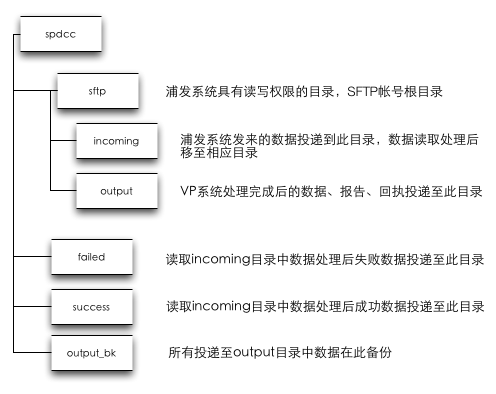 spdcc
sftp
浦发系统具有读写权限的目录，SFTP帐号根目录
incoming
浦发系统发来的数据投递到此目录，数据读取处理后
移至相应目录
output
VP系统处理完成后的数据、报告、回执投递至此目录
failed
读取incoming目录中数据处理后失败数据投递至此目录
success
读取incoming目录中数据处理后成功数据投递至此目录
output_bk
所有投递至output目录中数据在此备份